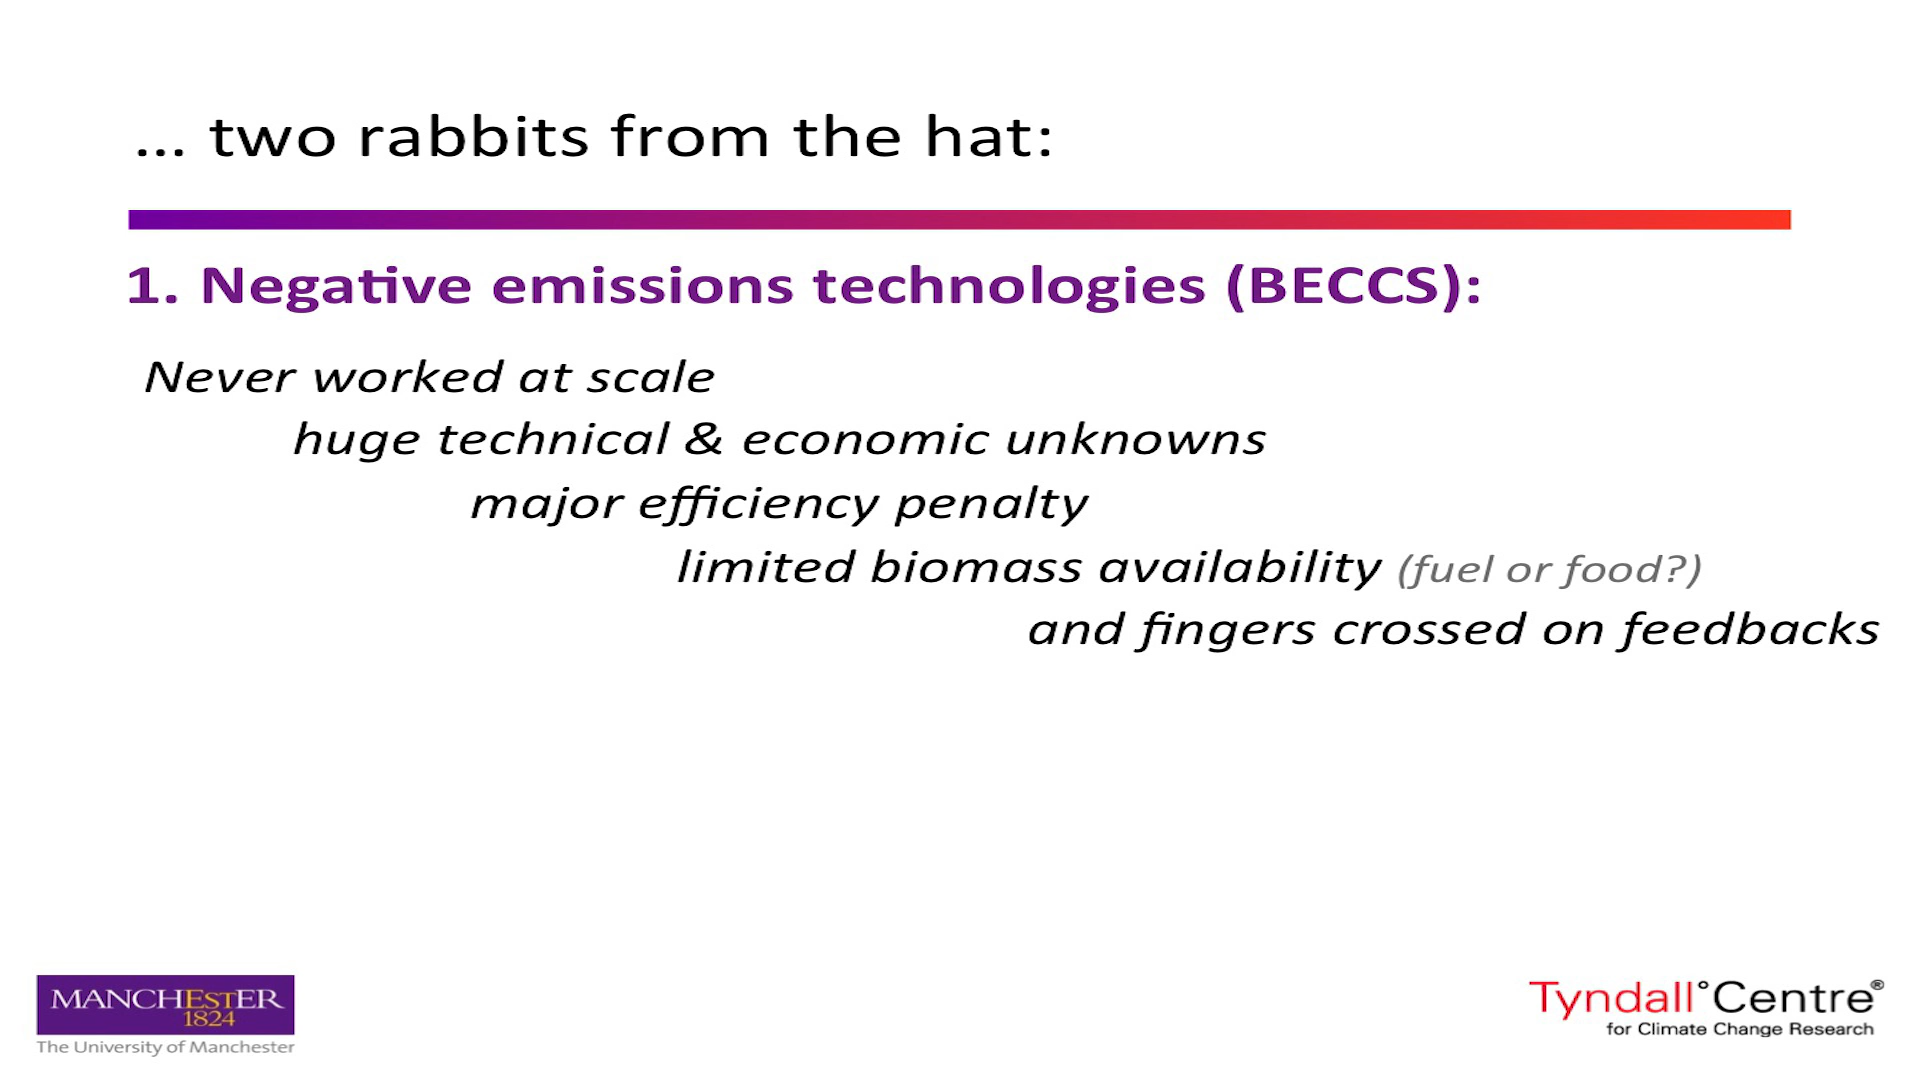 ... two rabbits from the hat:
1. Negative emissions technologies (BECCS):
Never worked at scale
huge technical & economic unknowns
major efficiency penalty
limited biomass availability (fuel or food?)
and fingers crossed on feedbacks
MANCHESTER
1824
The University of Manchester
Tyndall°Centre®
for Climate Change Research